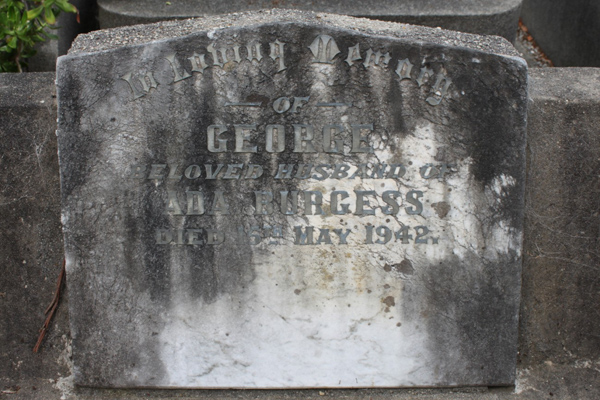 In Loving Memory
— OF —
GEORGE
BELOVED HUSBAND OF
ADA BURGESS
DIED MAY 1942.